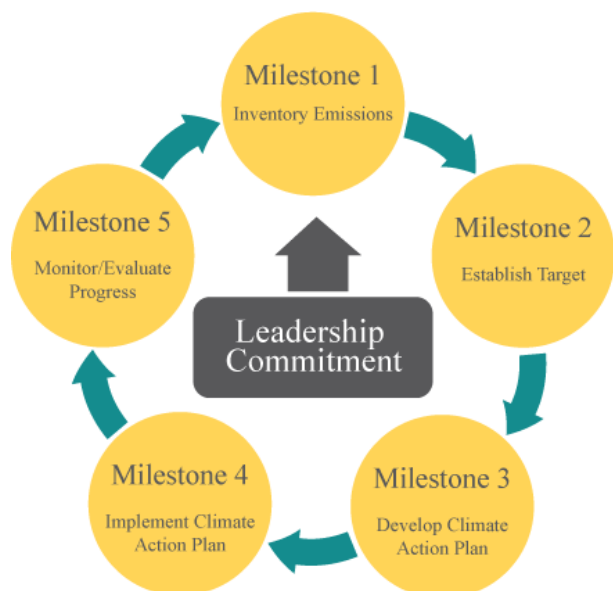 Milestone 1
Inventory Emissions
Milestone 2
Establish Target
Milestone 3
Develop Climate
Action Plan
Milestone 4
Implement Climate
Action Plan
Milestone 5
Monitor/Evaluate
Progress
Leadership
Commitment